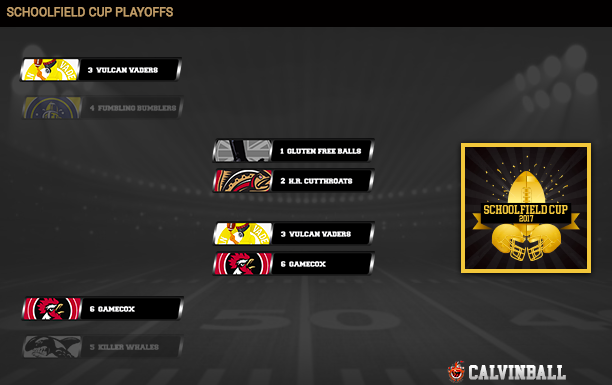 SCHOOLFIELD CUP PLAYOFFS
3 VULCAN VADERS
4 FUMBLING BUMBLERS
1 GLUTEN FREE BALLS
2 H.R. CUTTHROATS
3 VULCAN VADERS
6 GAMECOX
SCHOOLFIELD CUP
2017
6 GAMECOX
5 KILLER WHALES
50
CALVINBALL